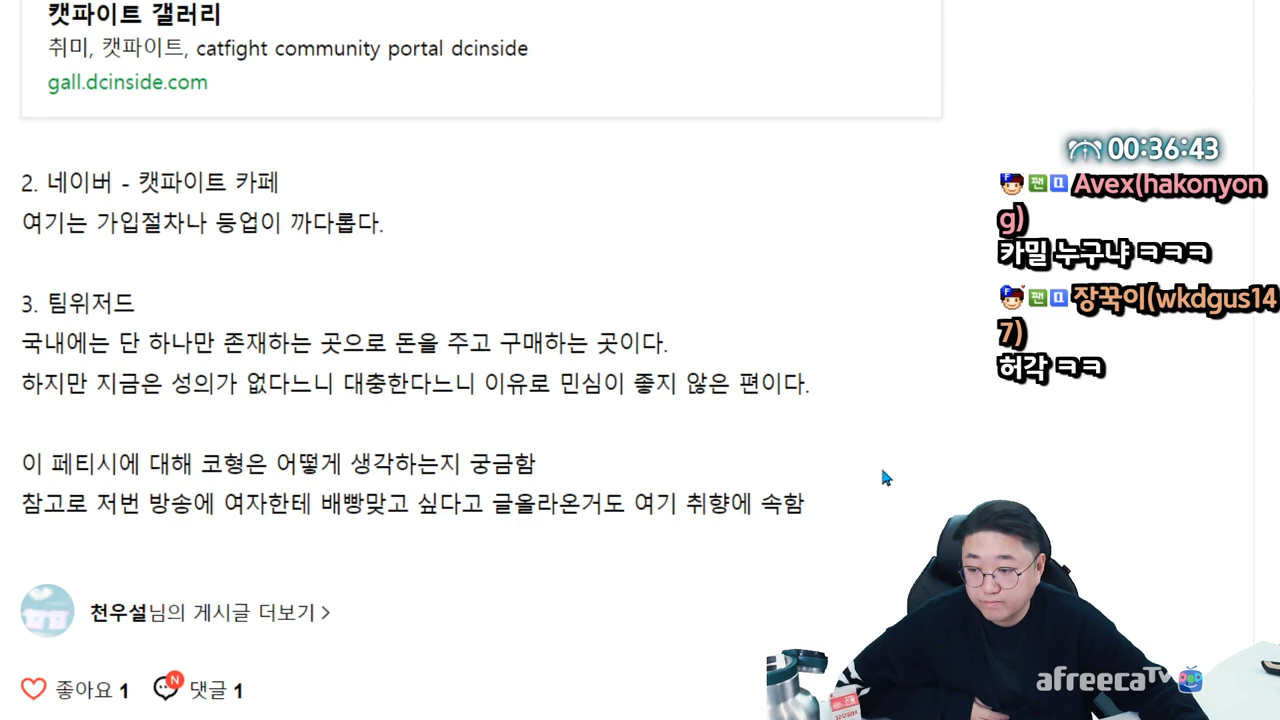 캣파이트 갤러리
취미, 캣파이트, catfight community portal dcinside
gall.dcinside.com
2. 네이버 - 캣파이트 카페
여기는 가입절차나 등업이 까다롭다.
3. 팀위저드
국내에는 단 하나만 존재하는 곳으로 돈을 주고 구매하는 곳이다.
하지만 지금은 성의가 없다느니 대충한다느니 이유로 민심이 좋지 않은 편이다.
이 페티시에 대해 코형은 어떻게 생각하는지 궁금함
참고로 저번 방송에 여자한테 배빵맞고 싶다고 글올라온거도 여기 취향에 속함
천우설님의 게시글 더보기 >
좋아요 1 N 댓글 1
00:36:43
F 팬 미 Avex(hakonyon
g)
카밀 누구냐 ㅋㅋㅋ
F 팬 미 장꾹이(wkdgus14
7)
허각 ㅋㅋ
afreecaTV